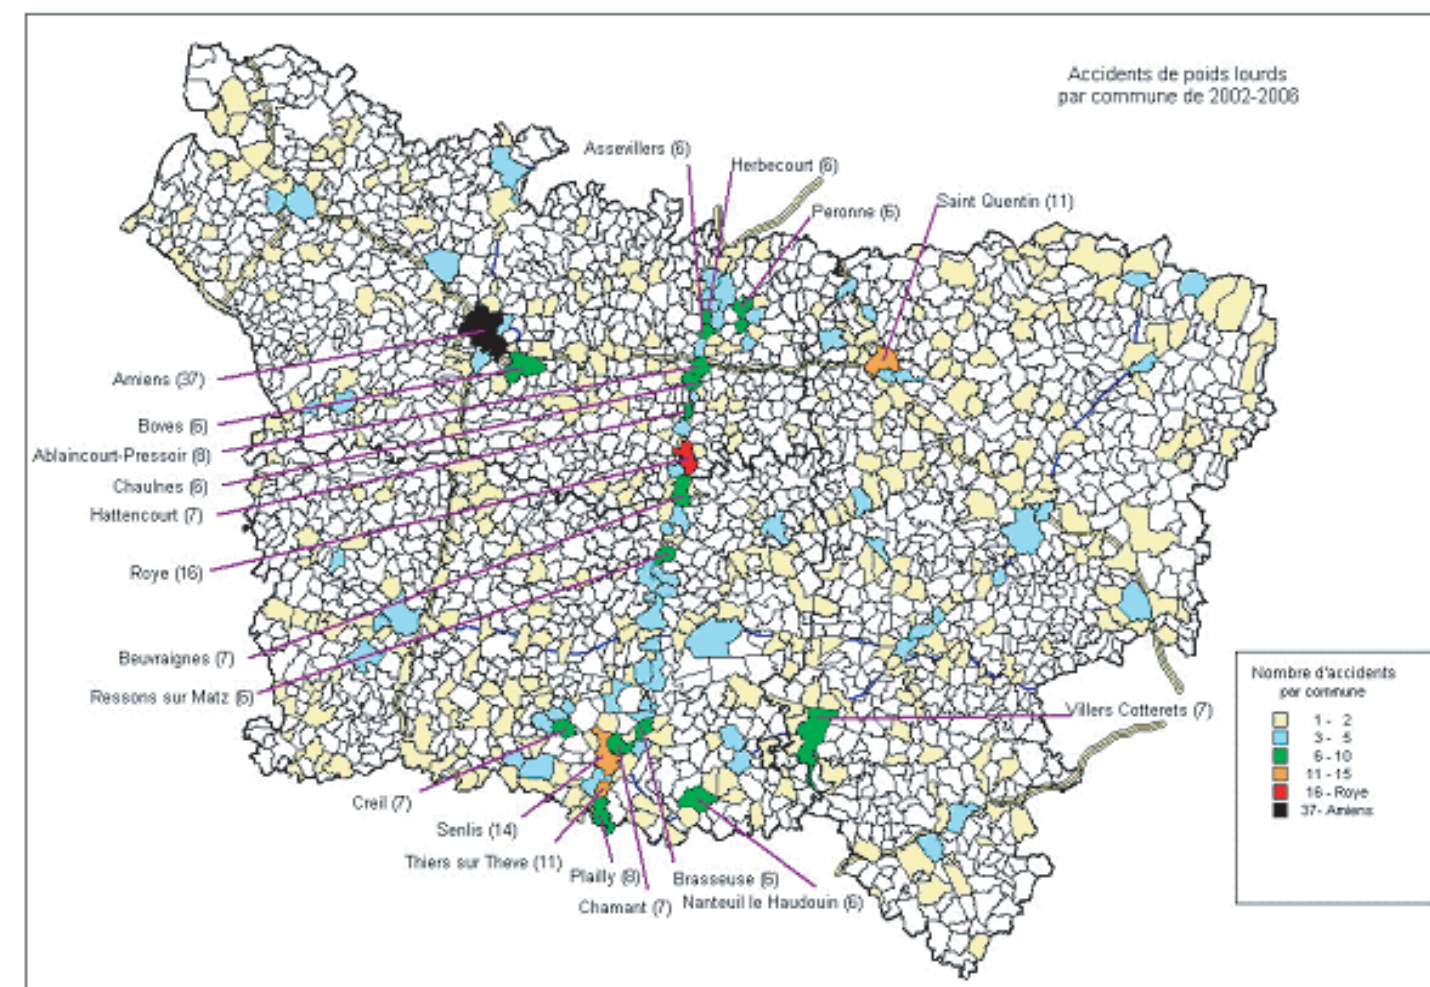 Accidents de poids lourds
par commune de 2002-2006
Assevillers (6)
Herbecourt (6)
Peronne (6)
Saint Quentin (11)
Amiens (37)
Boves (6)
Ablaincourt-Pressoir (8)
Chaulnes (6)
Hattencourt (7)
Roye (16)
Beuvraignes (7)
Ressons sur Matz (6)
Villers Cotterets (7)
Creil (7)
Senlis (14)
Thiers sur Theve (11)
Plailly (8)
Brasseuse (6)
Chamant (7)
Nanteuil le Haudouin (6)
Nombre d'accidents
par commune
1 - 2
3 - 5
6 - 10
11 - 15
16 - Roye
37- Amiens